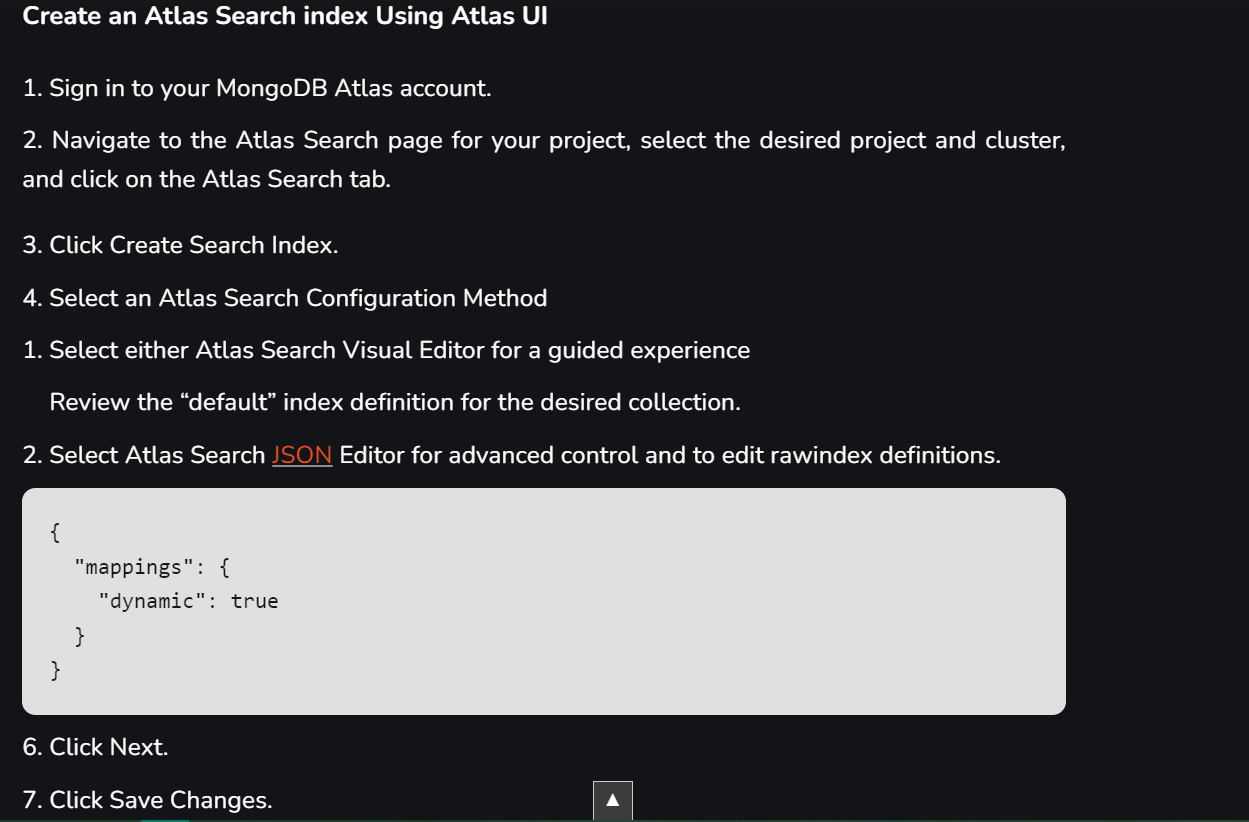 Create an Atlas Search index Using Atlas UI
1. Sign in to your MongoDB Atlas account.
2. Navigate to the Atlas Search page for your project, select the desired project and cluster,
and click on the Atlas Search tab.
3. Click Create Search Index.
4. Select an Atlas Search Configuration Method
1. Select either Atlas Search Visual Editor for a guided experience
Review the “default” index definition for the desired collection.
2. Select Atlas Search JSON Editor for advanced control and to edit rawindex definitions.
{
  "mappings": {
    "dynamic": true
  }
}
6. Click Next.
7. Click Save Changes.